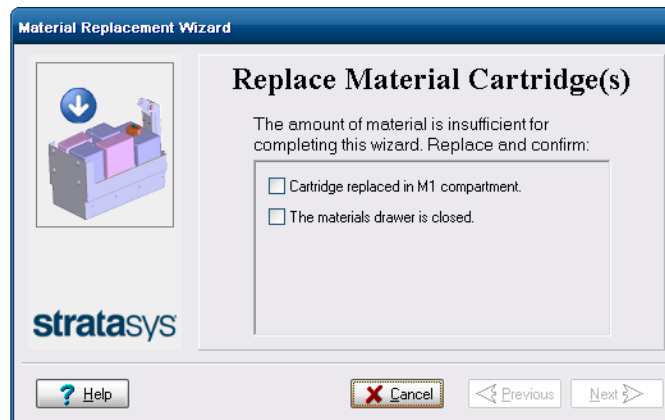 Material Replacement Wizard
Replace Material Cartridge(s)
The amount of material is insufficient for
completing this wizard. Replace and confirm:
Cartridge replaced in M1 compartment.
The materials drawer is closed.
stratasys
? Help
Cancel
Previous
Next